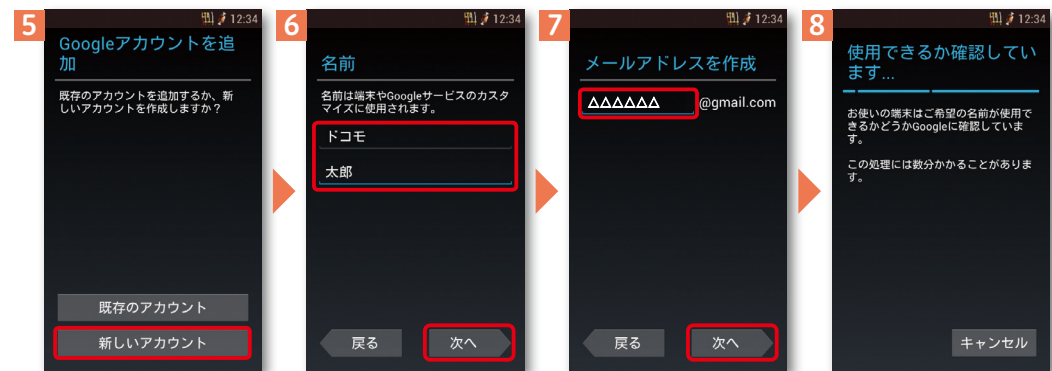 5
12:34
Googleアカウントを追
加
既存のアカウントを追加するか、新
しいアカウントを作成しますか？
既存のアカウント
新しいアカウント
6
12:34
名前
名前は端末やGoogleサービスのカスタ
マイズに使用されます。
ドコモ
太郎
戻る
次へ
7
12:34
メールアドレスを作成
△△△△△△ @gmail.com
戻る
次へ
8
12:34
使用できるか確認してい
ます...
お使いの端末はご希望の名前が使用で
きるかどうかGoogleに確認していま
す。
この処理には数分かかることがありま
す。
キャンセル